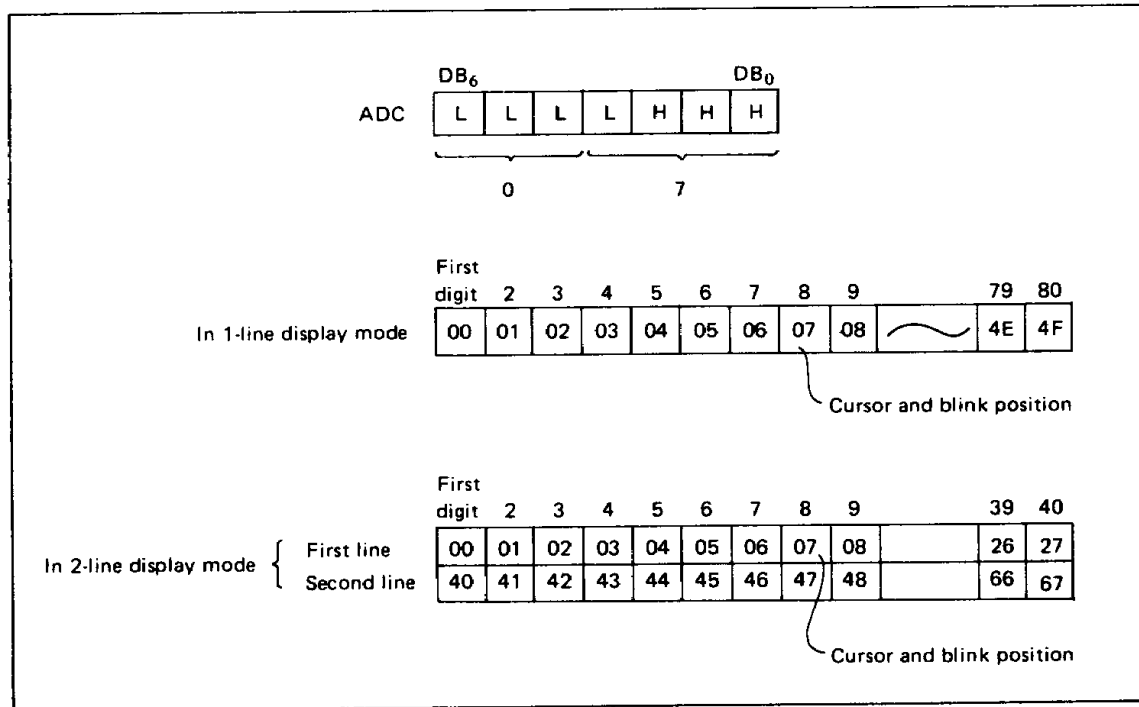 DB6 DB0
ADC L L L L H H H
0 7
First
digit 2 3 4 5 6 7 8 9 79 80
In 1-line display mode 00 01 02 03 04 05 06 07 08 4E 4F
Cursor and blink position
First
digit 2 3 4 5 6 7 8 9 39 40
In 2-line display mode { First line 00 01 02 03 04 05 06 07 08 26 27
Second line 40 41 42 43 44 45 46 47 48 66 67
Cursor and blink position